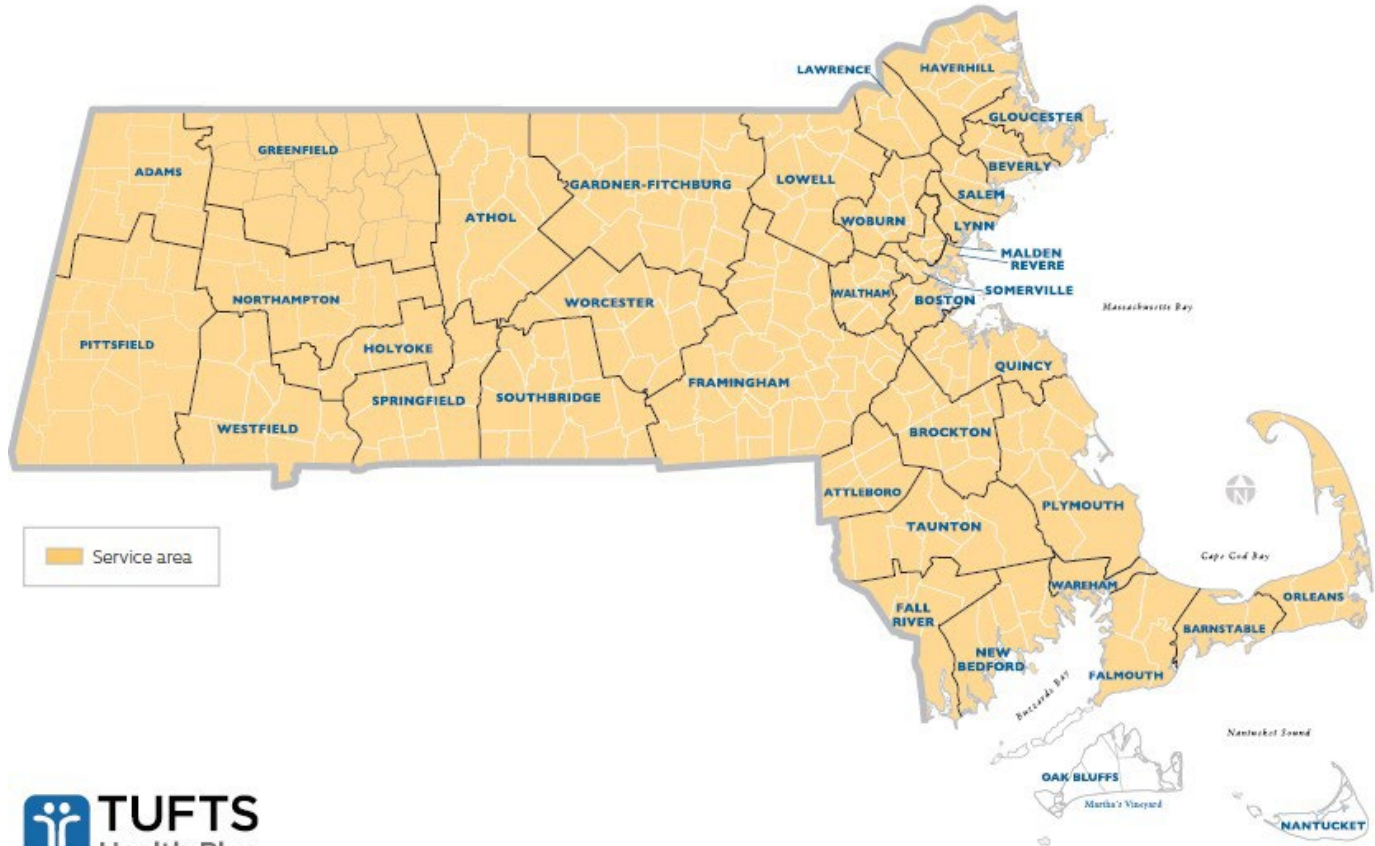 LAWRENCE
HAVERHILL
GLOUCESTER
ADAMS
GREENFIELD
BEVERLY
GARDNER-FITCHBURG
LOWELL
SALEM
ATHOL
WOBURN
LYNN
MALDEN
REVERE
NORTHAMPTON
WORCESTER
WALTHAM
BOSTON
SOMERVILLE
Massachusetts Bay
PITTSFIELD
HOLYOKE
QUINCY
FRAMINGHAM
SPRINGFIELD
SOUTHBRIDGE
WESTFIELD
BROCKTON
ATTLEBORO
PLYMOUTH
N
TAUNTON
Service area
Cape Cod Bay
WAREHAM
ORLEANS
FALL
RIVER
BARNSTABLE
NEW
BEDFORD
FALMOUTH
Buzzards Bay
Nantucket Sound
OAK BLUFFS
Martha's Vineyard
NANTUCKET
TUFTS
Health Plan